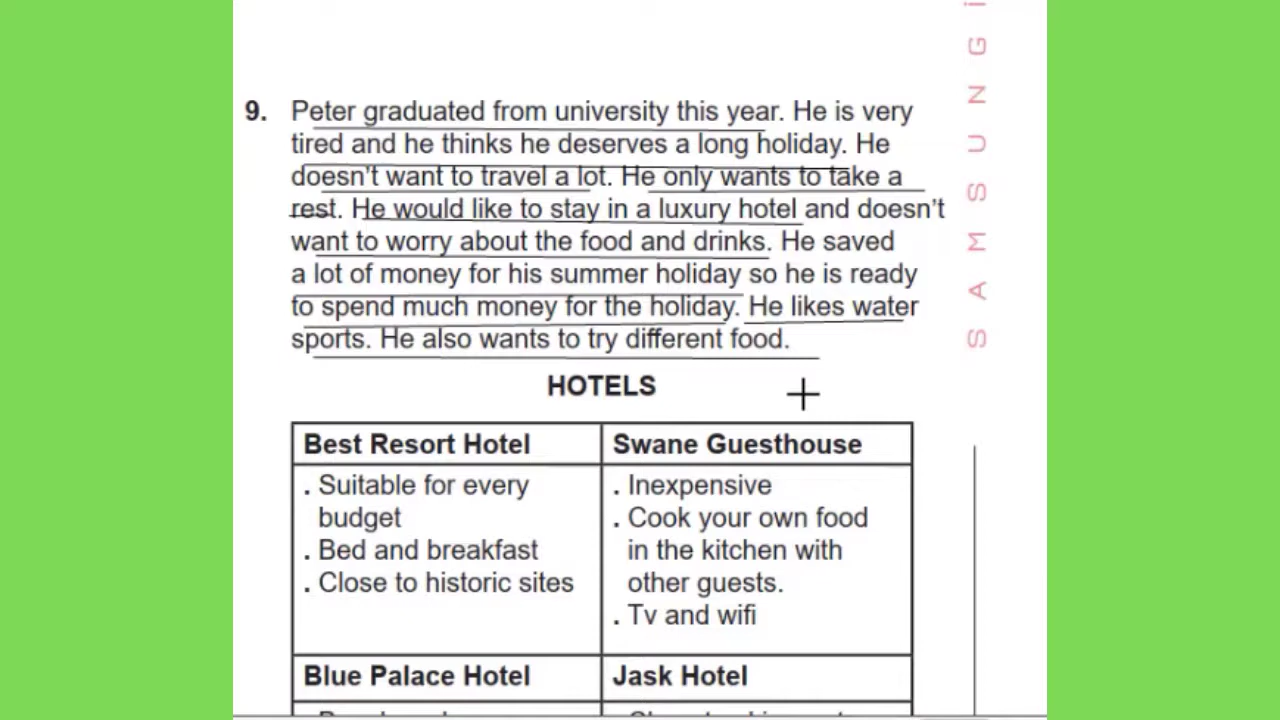 9. Peter graduated from university this year. He is very
tired and he thinks he deserves a long holiday. He
doesn't want to travel a lot. He only wants to take a
rest. He would like to stay in a luxury hotel and doesn't
want to worry about the food and drinks. He saved
a lot of money for his summer holiday so he is ready
to spend much money for the holiday. He likes water
sports. He also wants to try different food.
HOTELS
Best Resort Hotel
. Suitable for every
budget
. Bed and breakfast
. Close to historic sites
Swane Guesthouse
. Inexpensive
. Cook your own food
in the kitchen with
other guests.
. Tv and wifi
Blue Palace Hotel
Jask Hotel
SAMSUNG